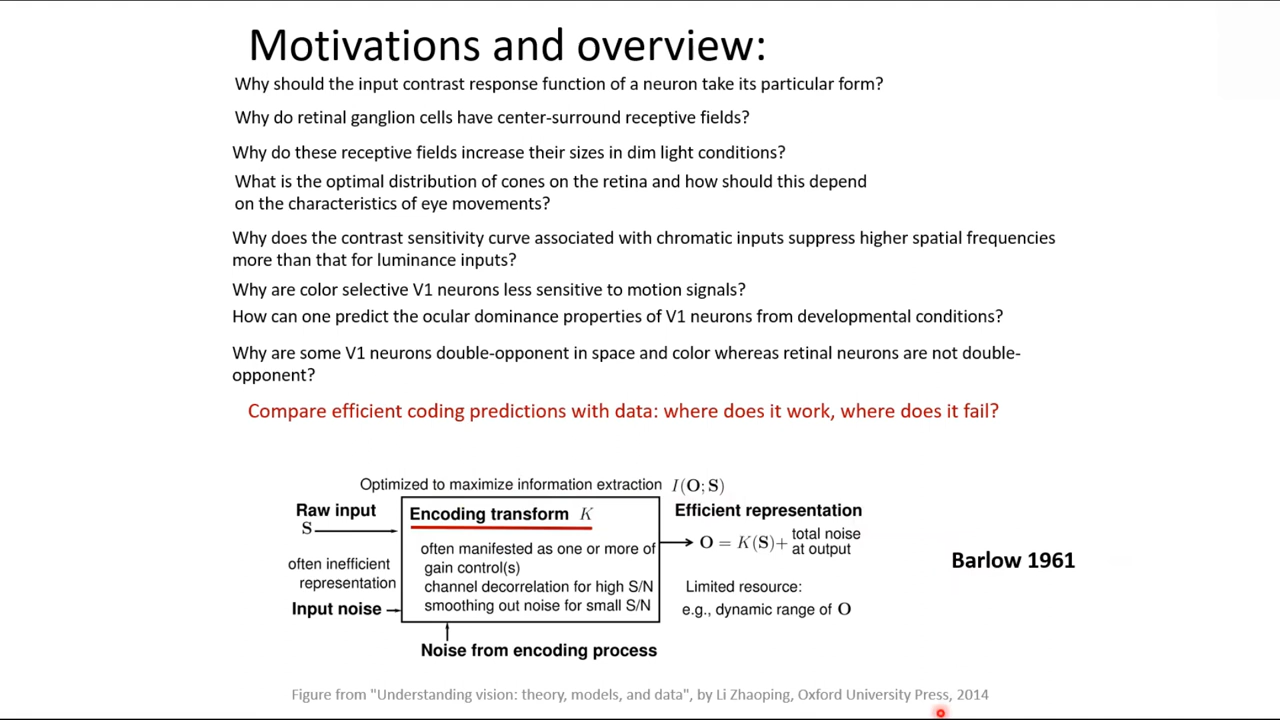 Motivations and overview:
Why should the input contrast response function of a neuron take its particular form?
Why do retinal ganglion cells have center-surround receptive fields?
Why do these receptive fields increase their sizes in dim light conditions?
What is the optimal distribution of cones on the retina and how should this depend
on the characteristics of eye movements?
Why does the contrast sensitivity curve associated with chromatic inputs suppress higher spatial frequencies
more than that for luminance inputs?
Why are color selective V1 neurons less sensitive to motion signals?
How can one predict the ocular dominance properties of V1 neurons from developmental conditions?
Why are some V1 neurons double-opponent in space and color whereas retinal neurons are not double-
opponent?
Compare efficient coding predictions with data: where does it work, where does it fail?
Optimized to maximize information extraction I(O;S)
Raw input
S
often inefficient
representation
Input noise
Encoding transform K
often manifested as one or more of
gain control(s)
channel decorrelation for high S/N
smoothing out noise for small S/N
Noise from encoding process
Efficient representation
O = K(S)+ total noise
at output
Limited resource:
e.g., dynamic range of O
Barlow 1961
Figure from "Understanding vision: theory, models, and data", by Li Zhaoping, Oxford University Press, 2014